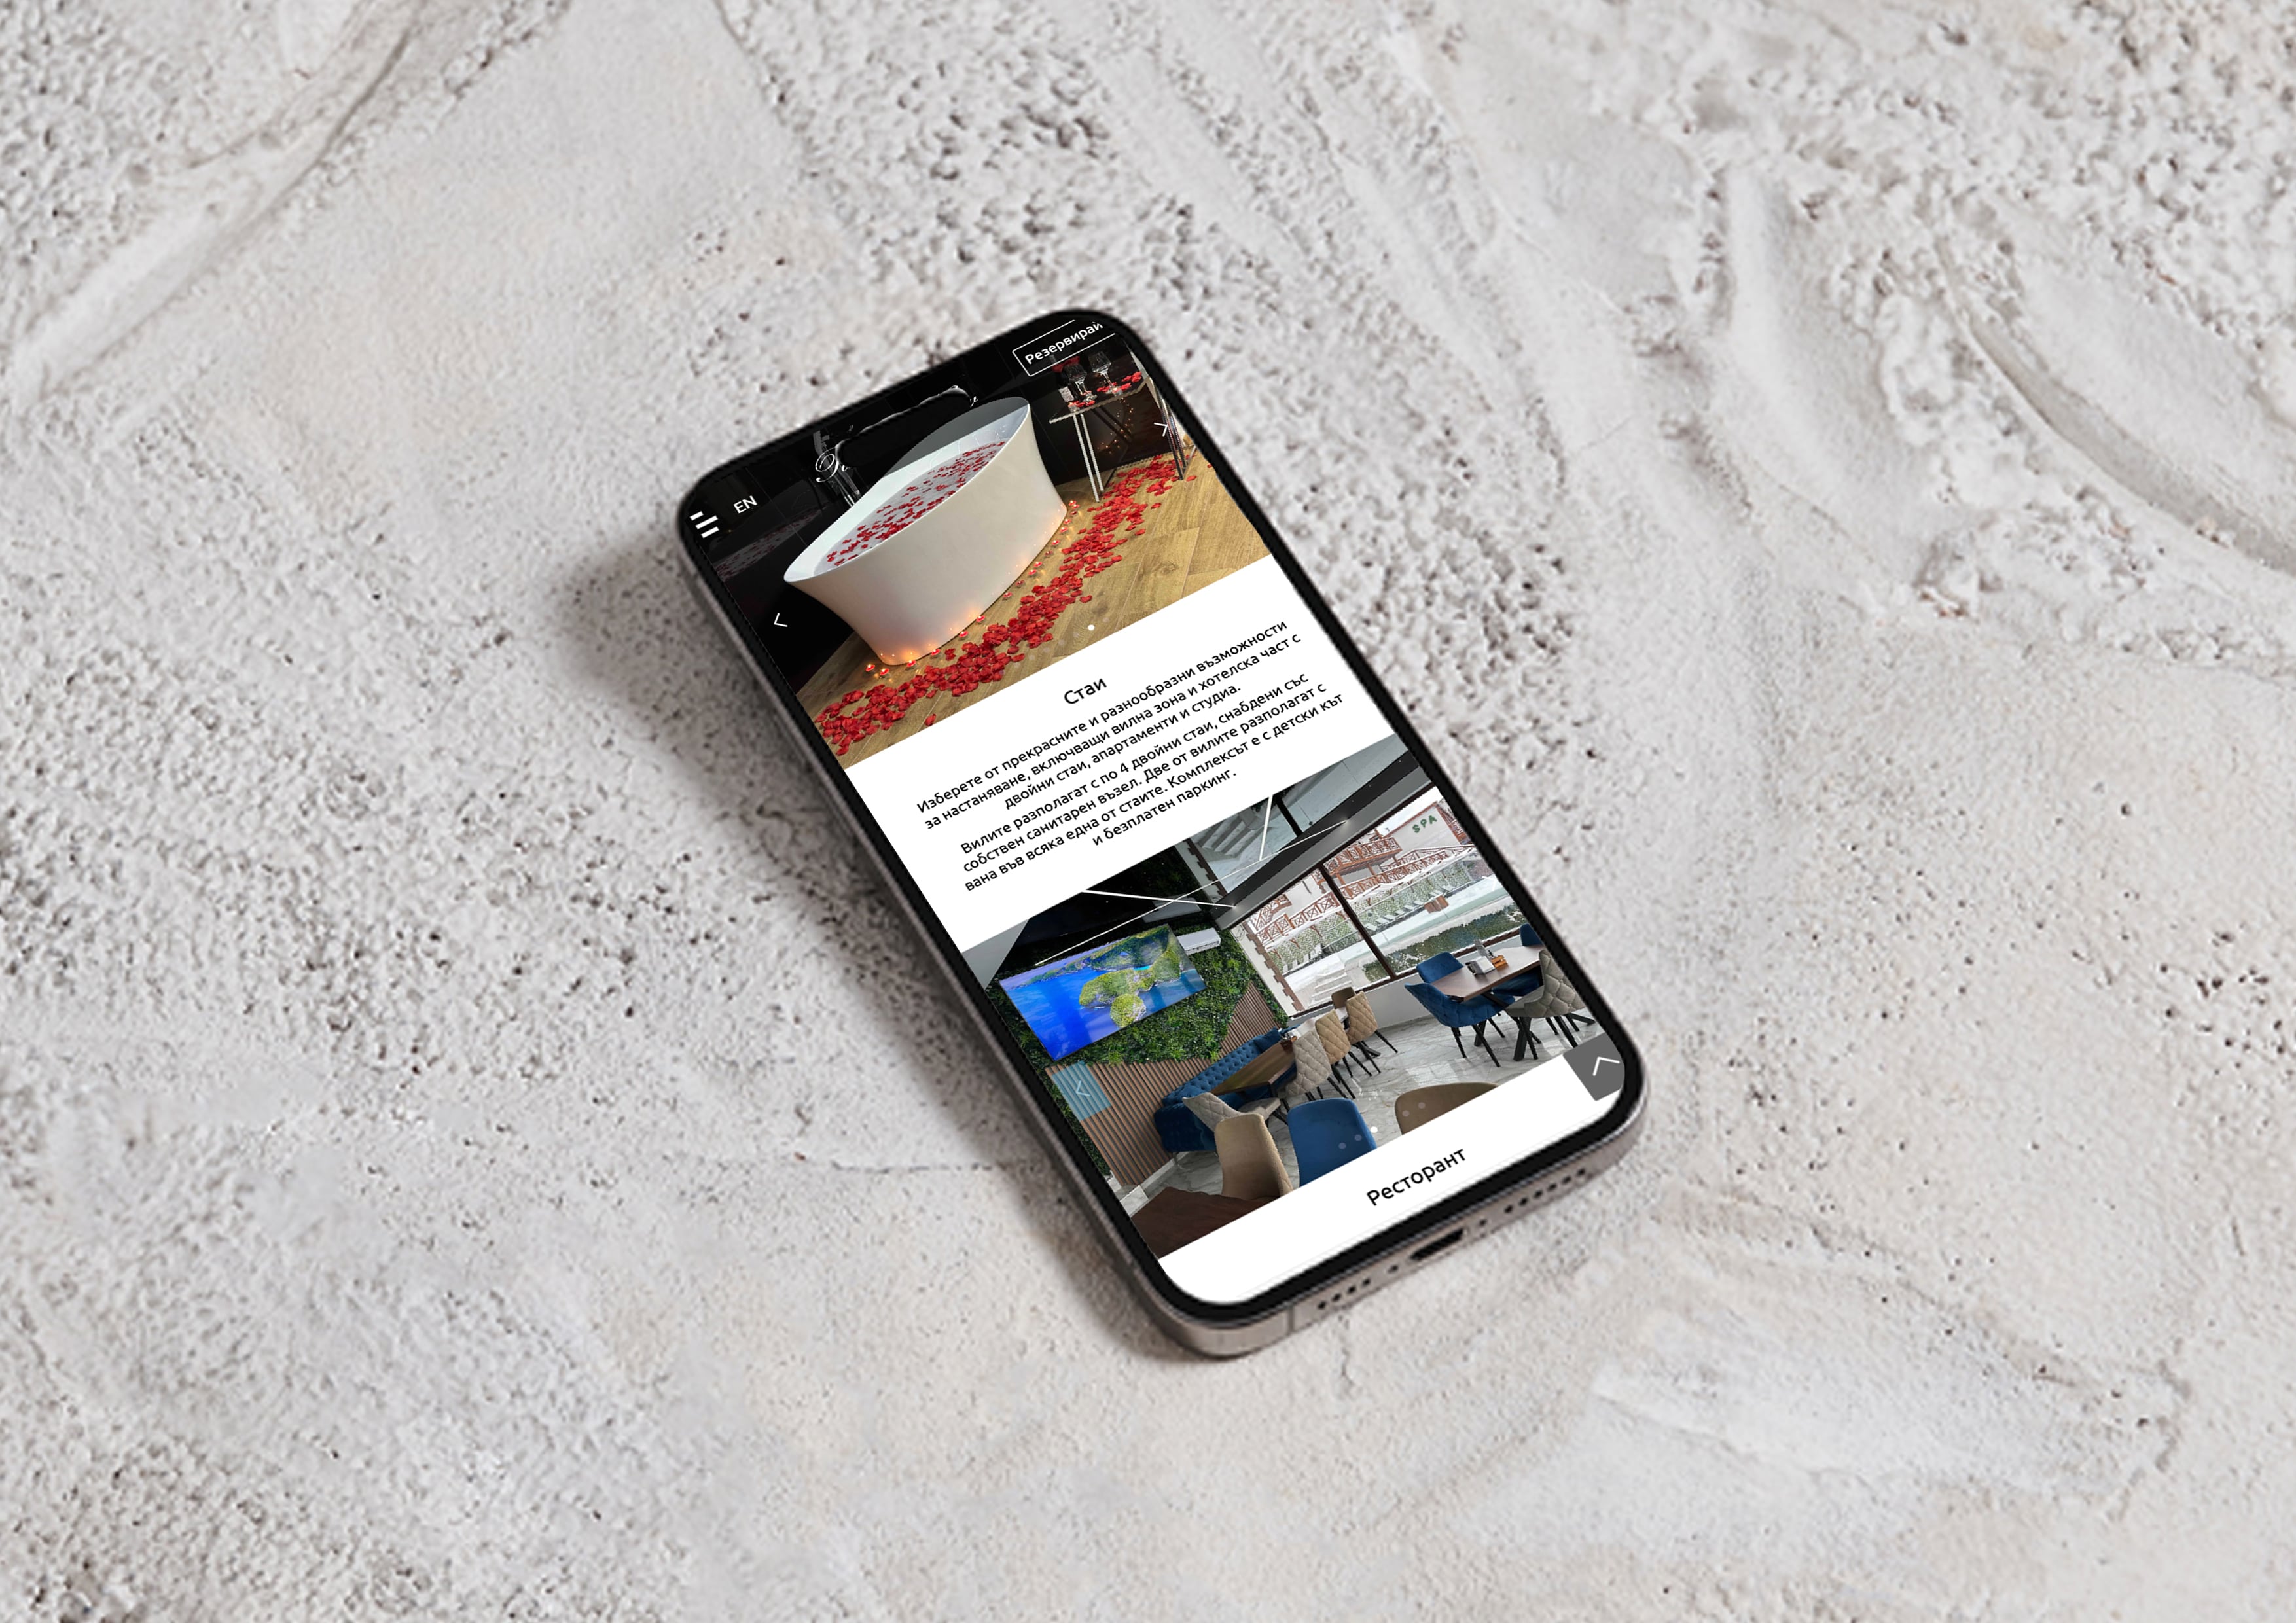 Резервирай
EN
Стаи
Изберете от прекрасните и разнообразни възможности
за настаняване, включващи вилна зона и хотелска част с
двойни стаи, апартаменти и студиа.
Вилите разполагат с по 4 двойни стаи, снабдени със
собствен санитарен възел. Две от вилите разполагат с
вана във всяка една от стаите. Комплексът е с детски кът
и безплатен паркинг.
SPA
Ресторант